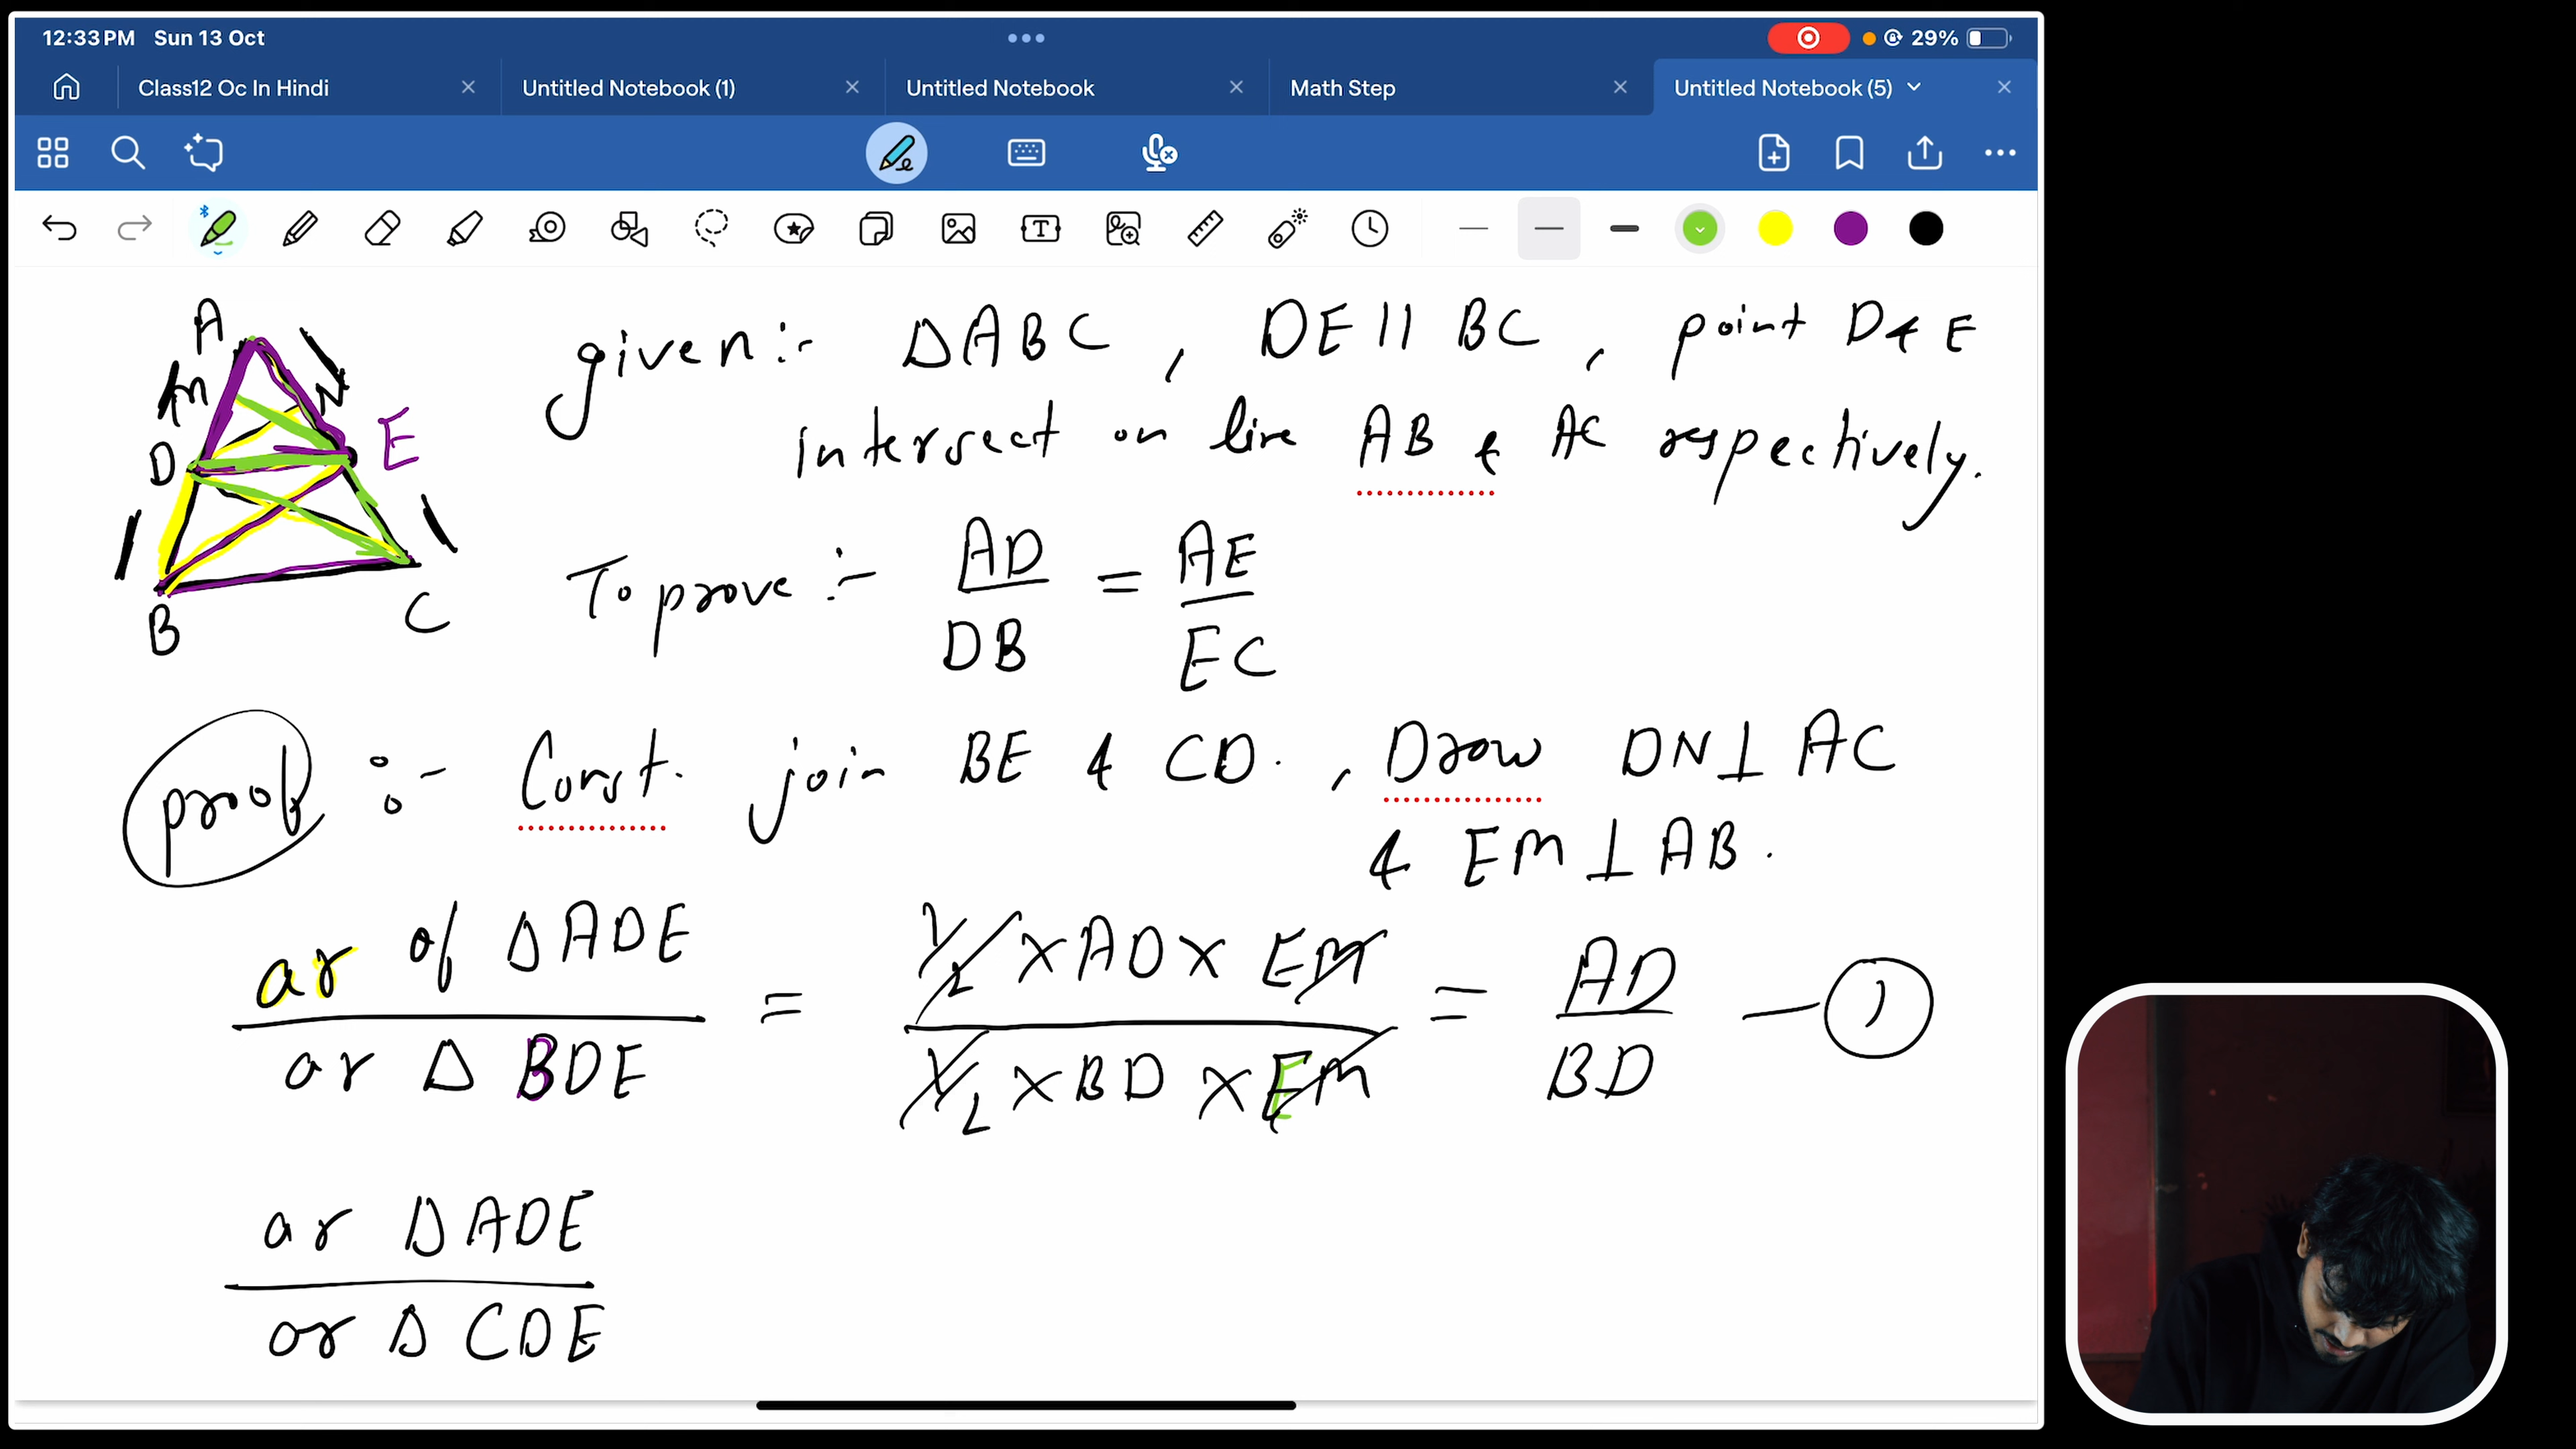 12:33 PM Sun 13 Oct
29%
Class12 Oc In Hindi
Untitled Notebook (1)
Untitled Notebook
Math Step
Untitled Notebook (5)
A
M
N
D
E
B
C
given :- ΔABC , DE || BC , point D & E
intersect on line AB & AC respectively.
To prove :- AD/DB = AE/EC
proof :- Const. join BE & CD. , Draw DN ⊥ AC
& EM ⊥ AB.
ar of ΔADE / ar Δ BDE = 1/2 × AD × EM / 1/2 × BD × EM = AD/BD — 1
ar ΔADE / ar Δ CDE